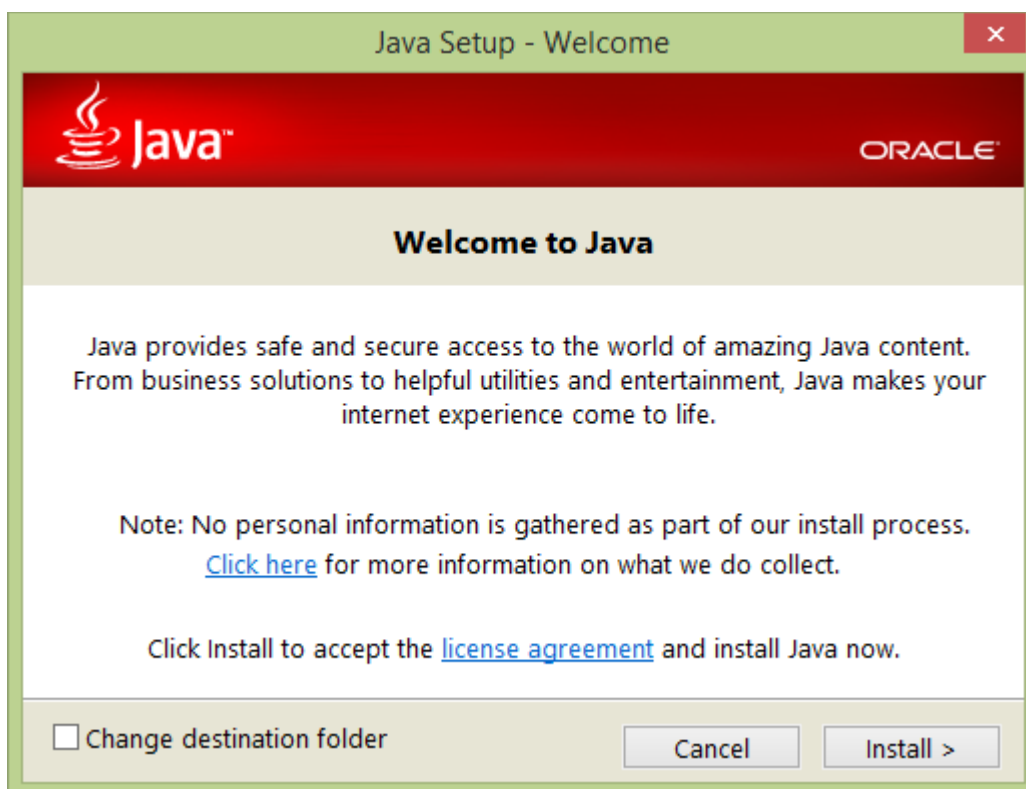 Java Setup - Welcome
Java™
ORACLE®
Welcome to Java
Java provides safe and secure access to the world of amazing Java content.
From business solutions to helpful utilities and entertainment, Java makes your
internet experience come to life.
Note: No personal information is gathered as part of our install process.
Click here for more information on what we do collect.
Click Install to accept the license agreement and install Java now.
Change destination folder
Cancel
Install >